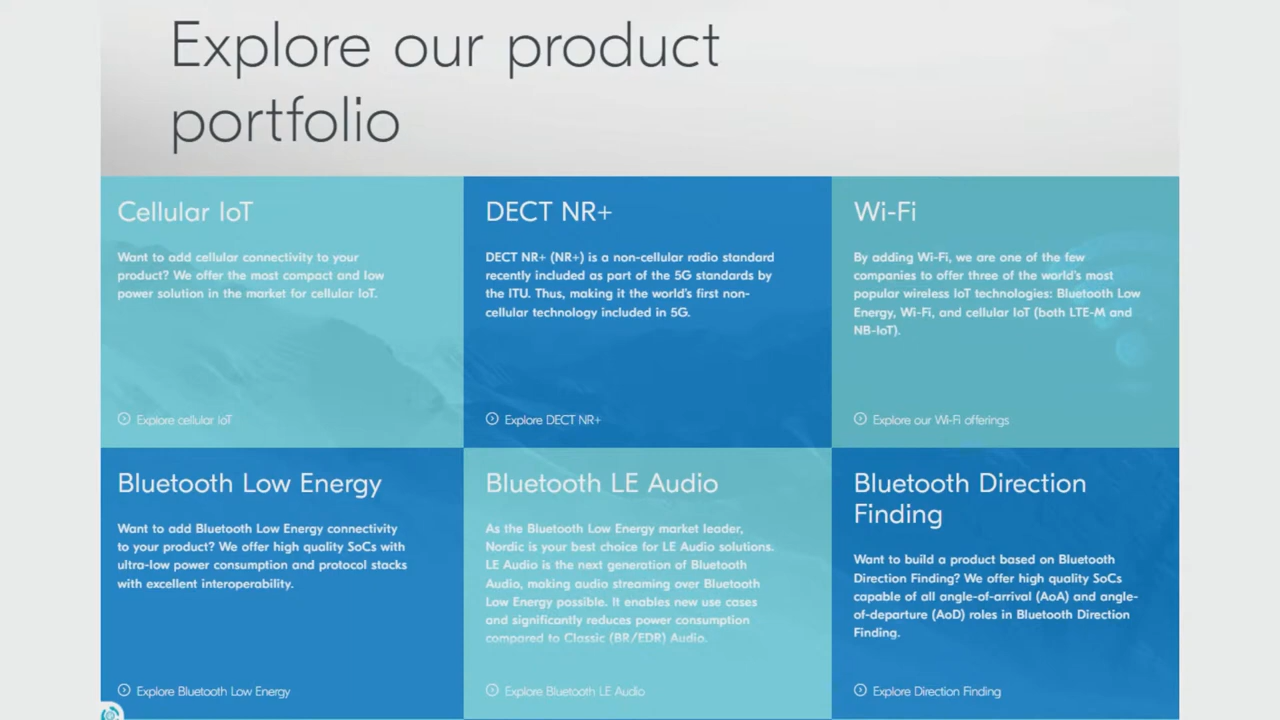 Explore our product
portfolio
Cellular IoT
Want to add cellular connectivity to your
product? We offer the most compact and low
power solution in the market for cellular IoT.
Explore cellular IoT
DECT NR+
DECT NR+ (NR+) is a non-cellular radio standard
recently included as part of the 5G standards by
the ITU. Thus, making it the world's first non-
cellular technology included in 5G.
Explore DECT NR+
Wi-Fi
By adding Wi-Fi, we are one of the few
companies to offer three of the world's most
popular wireless IoT technologies: Bluetooth Low
Energy, Wi-Fi, and cellular IoT (both LTE-M and
NB-IoT).
Explore our Wi-Fi offerings
Bluetooth Low Energy
Want to add Bluetooth Low Energy connectivity
to your product? We offer high quality SoCs with
ultra-low power consumption and protocol stacks
with excellent interoperability.
Explore Bluetooth Low Energy
Bluetooth LE Audio
As the Bluetooth Low Energy market leader,
Nordic is your best choice for LE Audio solutions.
LE Audio is the next generation of Bluetooth
Audio, making audio streaming over Bluetooth
Low Energy possible. It enables new use cases
and significantly reduces power consumption
compared to Classic (BR/EDR) Audio.
Explore Bluetooth LE Audio
Bluetooth Direction
Finding
Want to build a product based on Bluetooth
Direction Finding? We offer high quality SoCs
capable of all angle-of-arrival (AoA) and angle-
of-departure (AoD) roles in Bluetooth Direction
Finding.
Explore Direction Finding